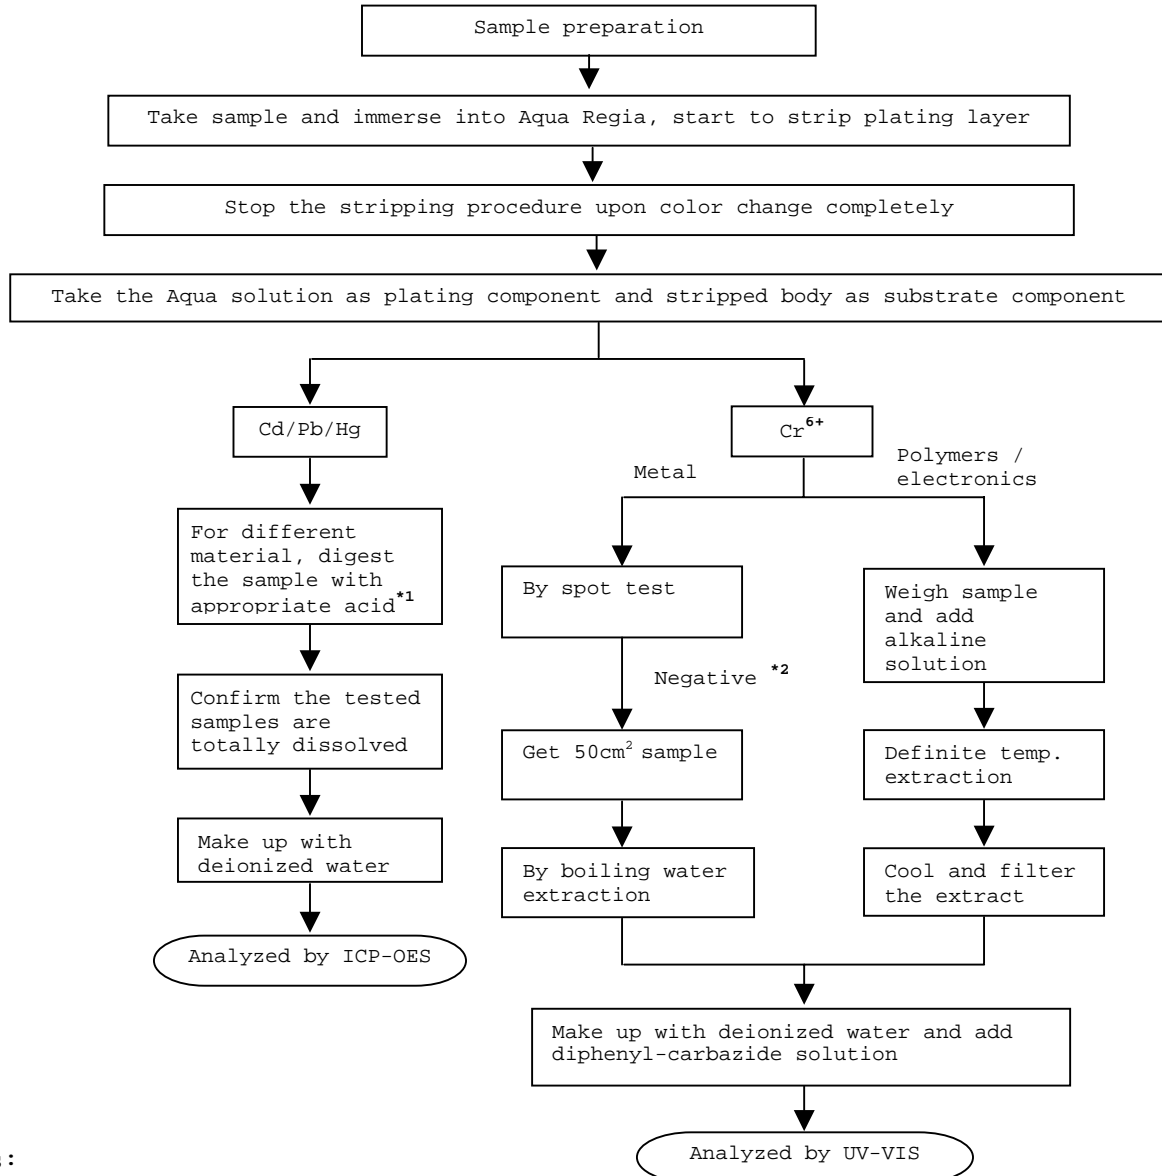 Sample preparation
Take sample and immerse into Aqua Regia, start to strip plating layer
Stop the stripping procedure upon color change completely
Take the Aqua solution as plating component and stripped body as substrate component
Cd/Pb/Hg
For different
material, digest
the sample with
appropriate acid*1
Confirm the tested
samples are
totally dissolved
Make up with
deionized water
Analyzed by ICP-OES
Cr6+
Metal
Polymers /
electronics
By spot test
Negative *2
Get 50cm2 sample
By boiling water
extraction
Weigh sample
and add
alkaline
solution
Definite temp.
extraction
Cool and filter
the extract
Make up with deionized water and add
diphenyl-carbazide solution
Analyzed by UV-VIS